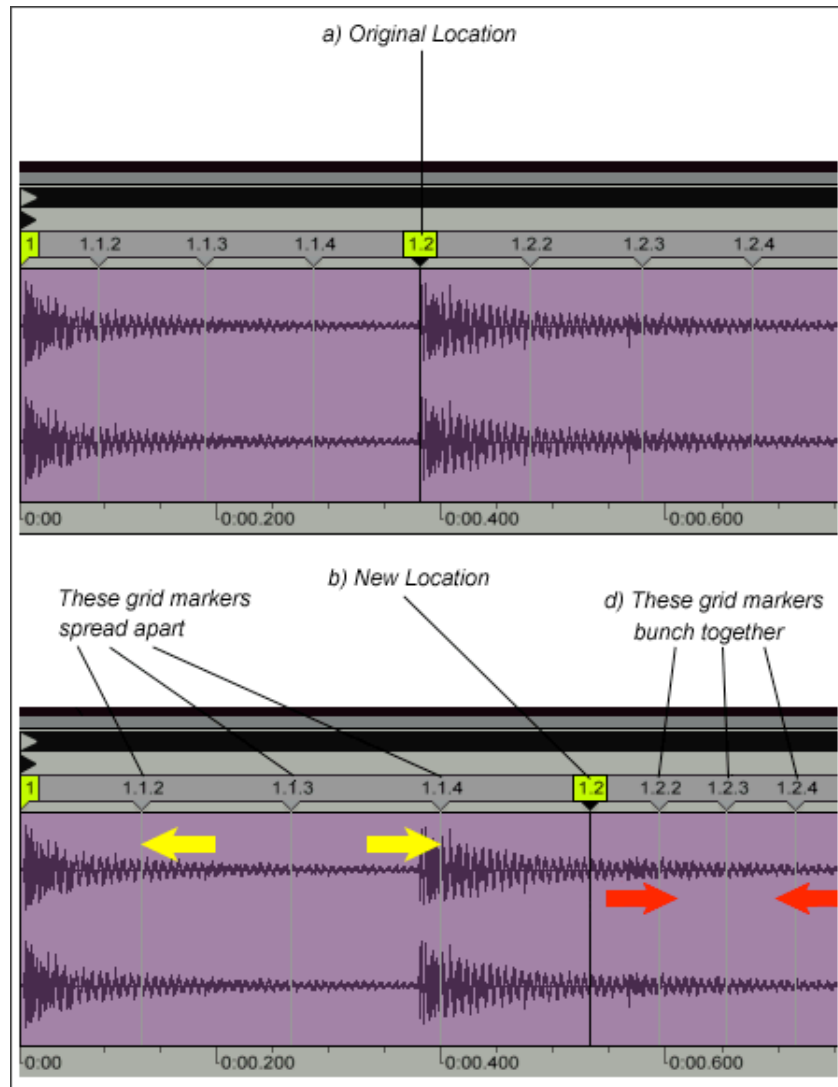 a) Original Location
1 1.1.2 1.1.3 1.1.4 1.2 1.2.2 1.2.3 1.2.4
0:00 0:00.200 0:00.400 0:00.600
b) New Location
These grid markers
spread apart
d) These grid markers
bunch together
1 1.1.2 1.1.3 1.1.4 1.2 1.2.2 1.2.3 1.2.4
0:00 0:00.200 0:00.400 0:00.600